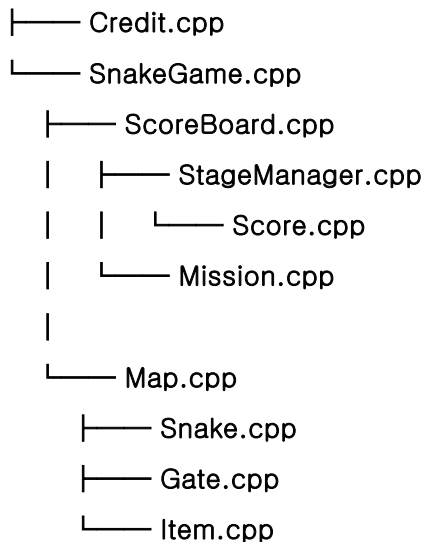 ├── Credit.cpp
└── SnakeGame.cpp
    ├── ScoreBoard.cpp
    |   ├── StageManager.cpp
    |   |   └── Score.cpp
    |   └── Mission.cpp
    |
    └── Map.cpp
        ├── Snake.cpp
        ├── Gate.cpp
        └── Item.cpp